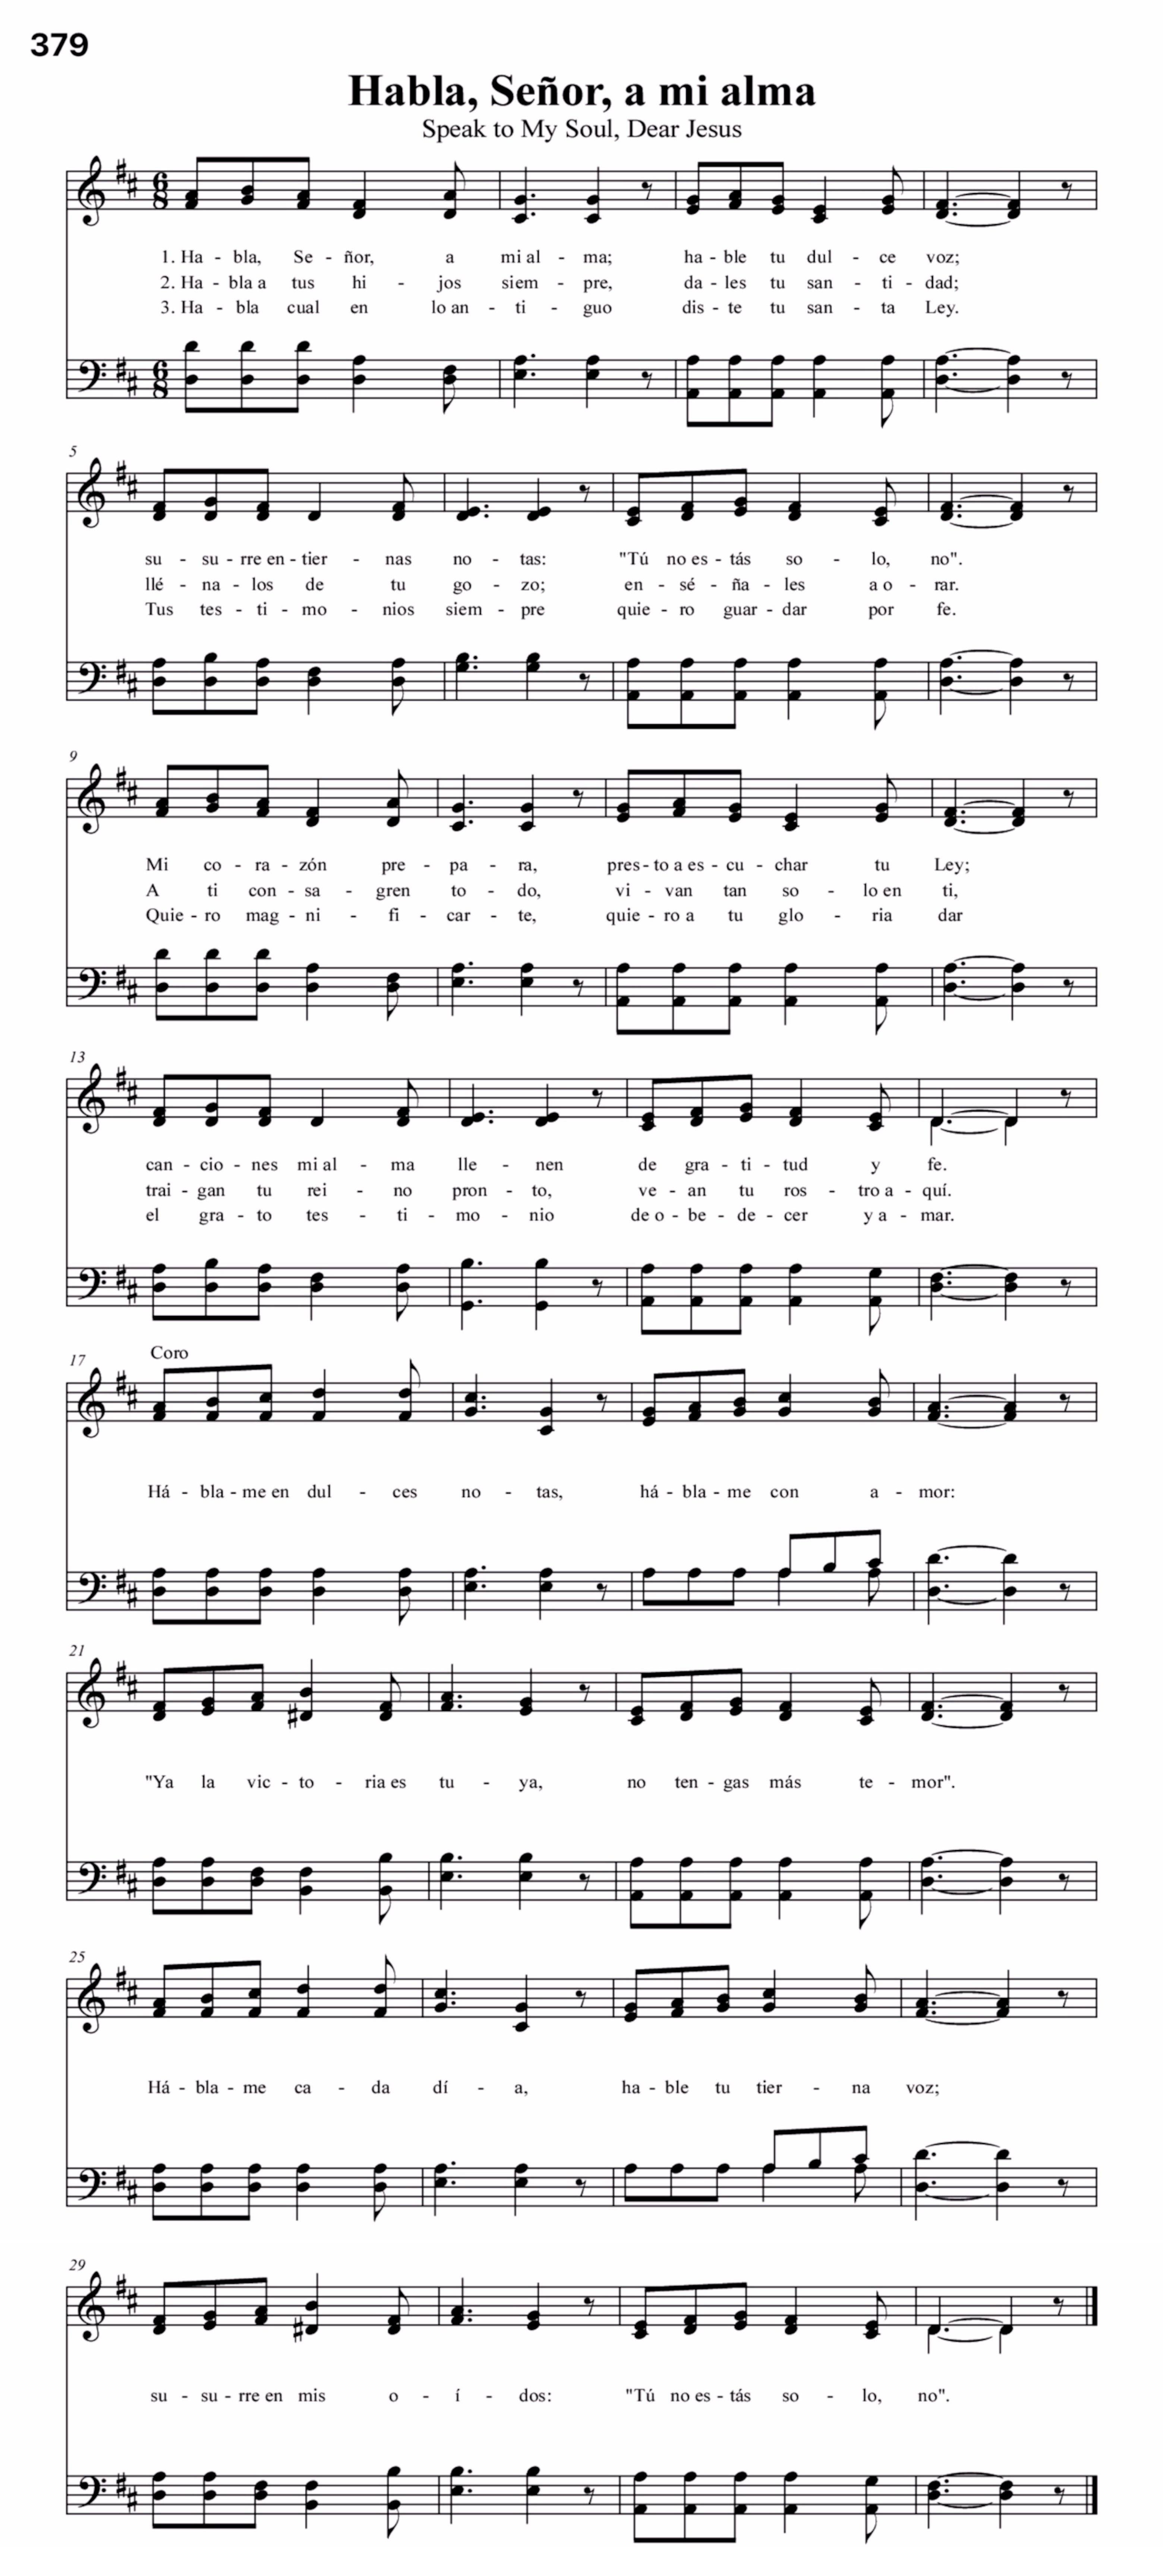 379
Habla, Señor, a mi alma
Speak to My Soul, Dear Jesus
6 8
1. Ha - bla, Se - ñor, a mi al - ma; ha - ble tu dul - ce voz;
2. Ha - bla a tus hi - jos siem - pre, da - les tu san - ti - dad;
3. Ha - bla cual en lo an - ti - guo dis - te tu san - ta Ley.
6 8
5
su - su - rre en - tier - nas no - tas: "Tú no es - tás so - lo, no".
llé - na - los de tu go - zo; en - sé - ña - les a o - rar.
Tus tes - ti - mo - nios siem - pre quie - ro guar - dar por fe.
9
Mi co - ra - zón pre - pa - ra, pres - to a es - cu - char tu Ley;
A ti con - sa - gren to - do, vi - van tan so - lo en ti,
Quie - ro mag - ni - fi - car - te, quie - ro a tu glo - ria dar
13
can - cio - nes mi al - ma lle - nen de gra - ti - tud y fe.
trai - gan tu rei - no pron - to, ve - an tu ros - tro a - quí.
el gra - to tes - ti - mo - nio de o - be - de - cer y a - mar.
17 Coro
Há - bla - me en dul - ces no - tas, há - bla - me con a - mor:
21
"Ya la vic - to - ria es tu - ya, no ten - gas más te - mor".
25
Há - bla - me ca - da dí - a, ha - ble tu tier - na voz;
29
su - su - rre en mis o - í - dos: "Tú no es - tás so - lo, no".